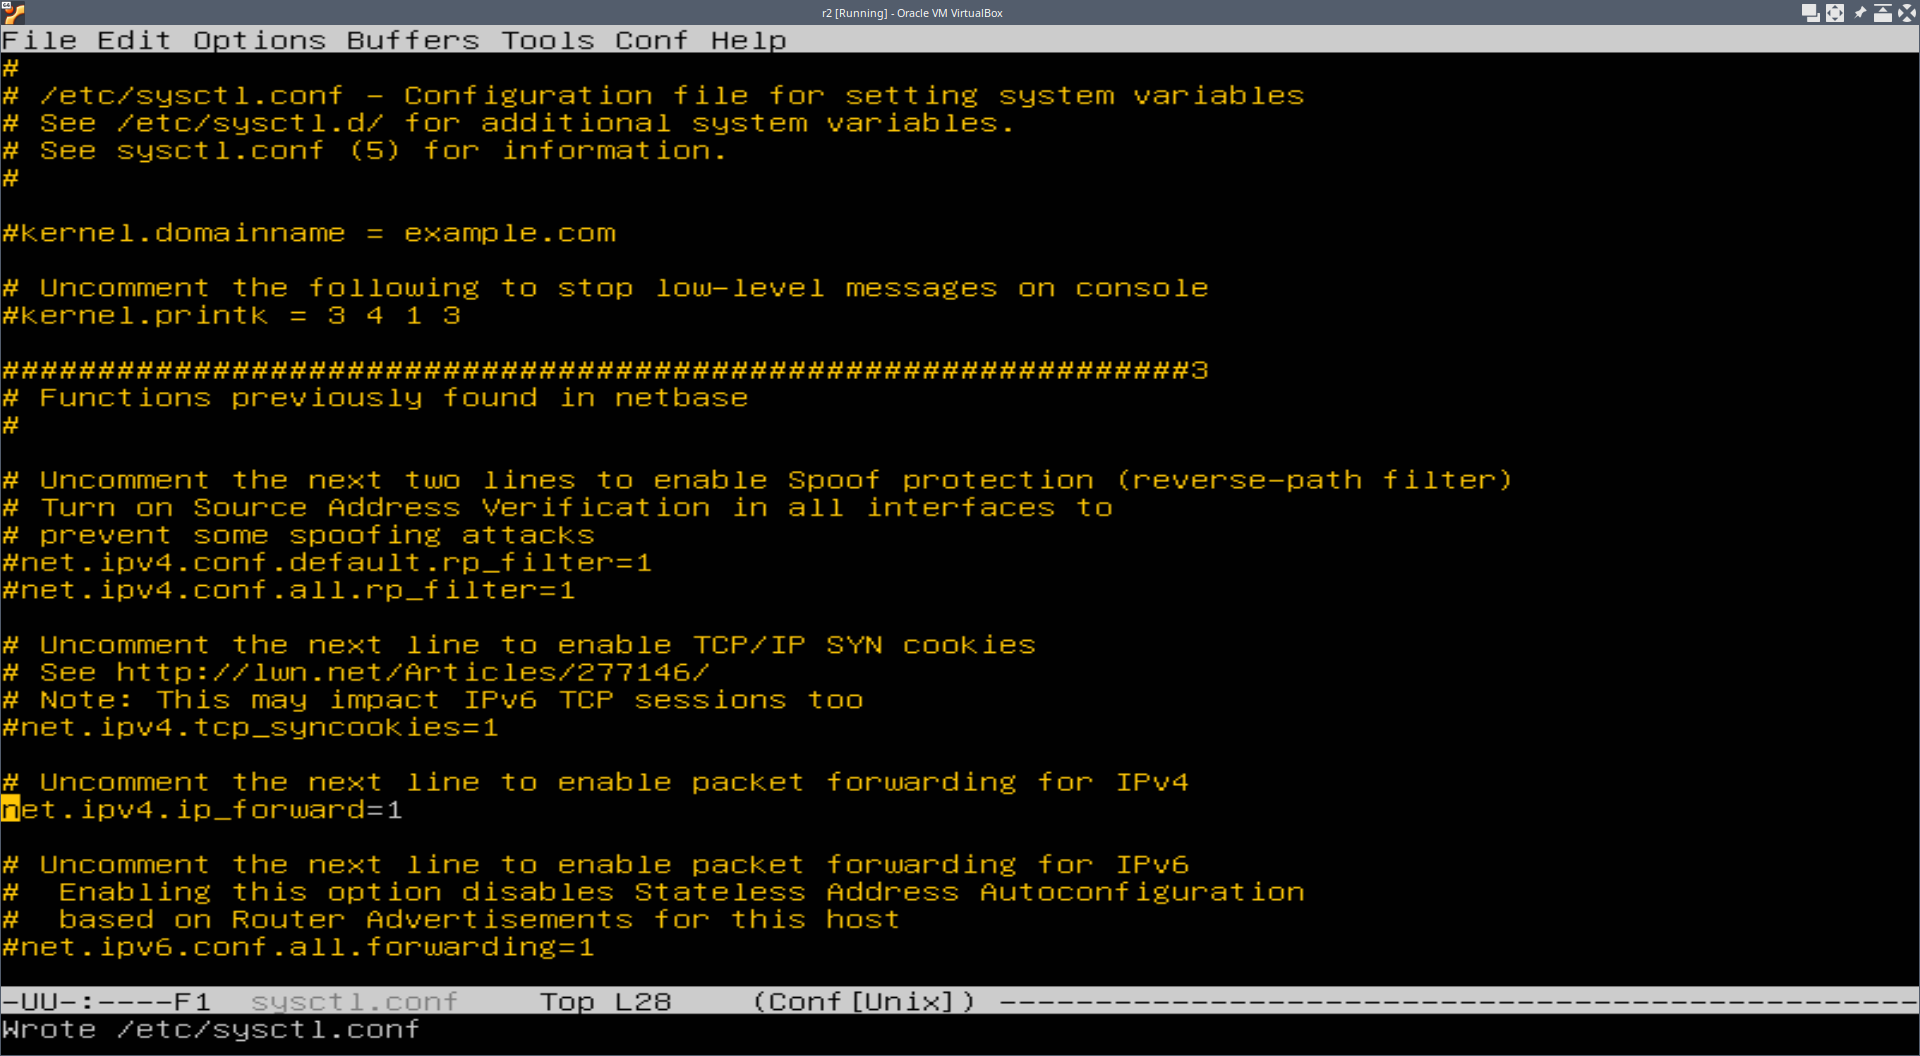 r2 [Running] - Oracle VM VirtualBox
File Edit Options Buffers Tools Conf Help
#
# /etc/sysctl.conf - Configuration file for setting system variables
# See /etc/sysctl.d/ for additional system variables.
# See sysctl.conf (5) for information.
#
#kernel.domainname = example.com
# Uncomment the following to stop low-level messages on console
#kernel.printk = 3 4 1 3
##############################################################3
# Functions previously found in netbase
#
# Uncomment the next two lines to enable Spoof protection (reverse-path filter)
# Turn on Source Address Verification in all interfaces to
# prevent some spoofing attacks
#net.ipv4.conf.default.rp_filter=1
#net.ipv4.conf.all.rp_filter=1
# Uncomment the next line to enable TCP/IP SYN cookies
# See http://lwn.net/Articles/277146/
# Note: This may impact IPv6 TCP sessions too
#net.ipv4.tcp_syncookies=1
# Uncomment the next line to enable packet forwarding for IPv4
net.ipv4.ip_forward=1
# Uncomment the next line to enable packet forwarding for IPv6
#  Enabling this option disables Stateless Address Autoconfiguration
#  based on Router Advertisements for this host
#net.ipv6.conf.all.forwarding=1
-UU-:----F1  sysctl.conf    Top L28    (Conf[Unix]) ------------------------------------------------
Wrote /etc/sysctl.conf